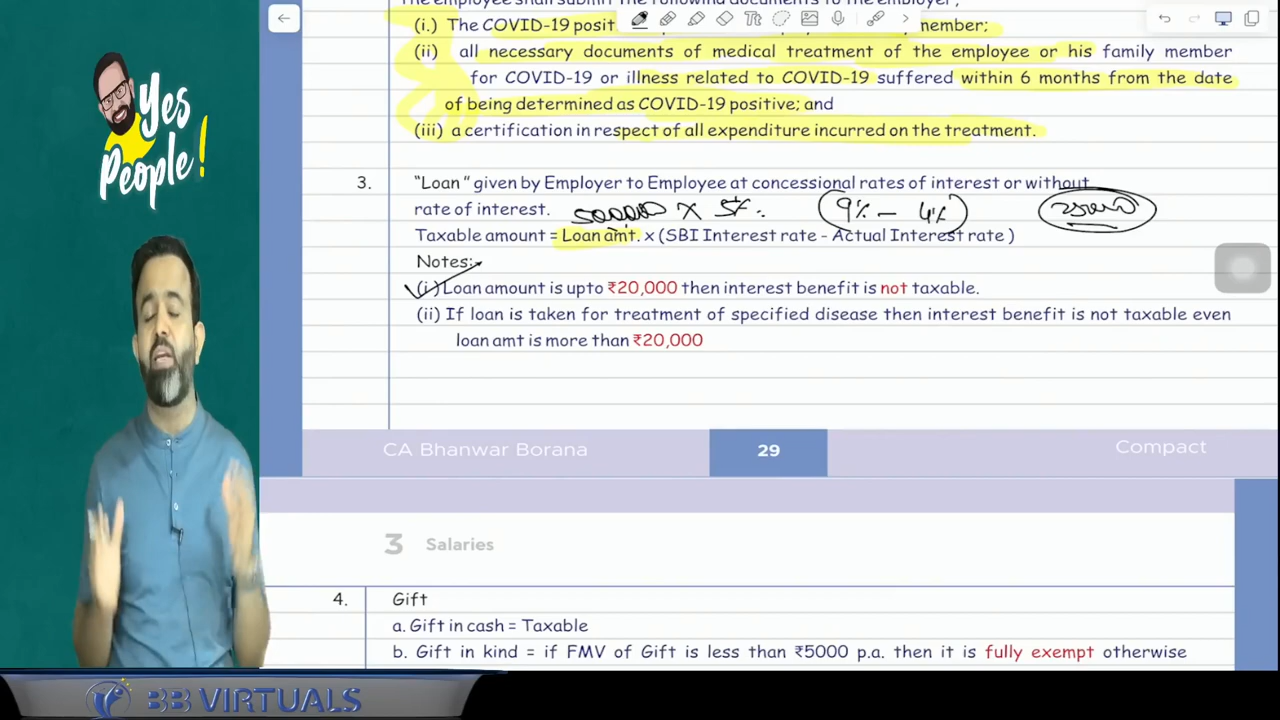 The employee shall submit the following documents to the employer,
(i.) The COVID-19 posit member;
(ii) all necessary documents of medical treatment of the employee or his family member
for COVID-19 or illness related to COVID-19 suffered within 6 months from the date
of being determined as COVID-19 positive; and
(iii) a certification in respect of all expenditure incurred on the treatment.
Yes
People!
3. "Loan" given by Employer to Employee at concessional rates of interest or without
rate of interest. 500000 x 5%. (9% - 4%) 25000
Taxable amount = Loan amt. x (SBI Interest rate - Actual Interest rate )
Notes:
(i) Loan amount is upto ₹20,000 then interest benefit is not taxable.
(ii) If loan is taken for treatment of specified disease then interest benefit is not taxable even
loan amt is more than ₹20,000
CA Bhanwar Borana 29 Compact
3 Salaries
4. Gift
a. Gift in cash = Taxable
b. Gift in kind = if FMV of Gift is less than ₹5000 p.a. then it is fully exempt otherwise
BB VIRTUALS